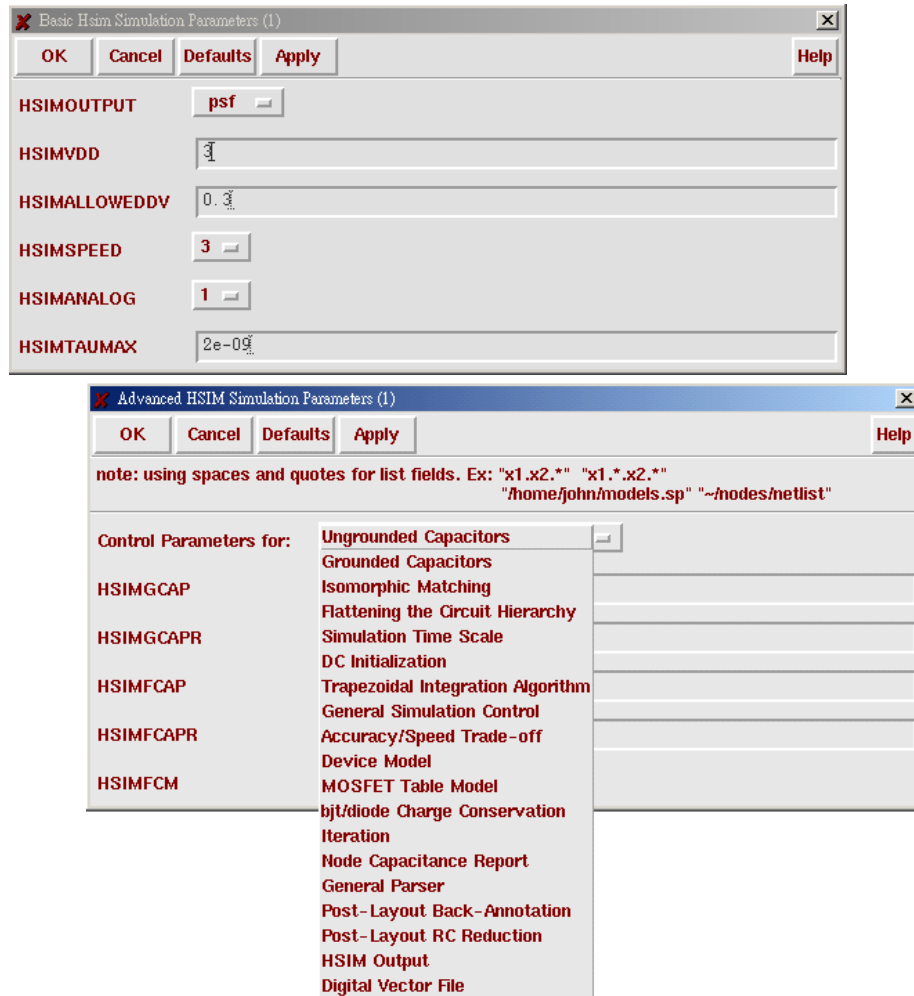 Basic Hsim Simulation Parameters (1)
OK Cancel Defaults Apply Help
HSIMOUTPUT psf
HSIMVDD 3
HSIMALLOWEDDV 0.3
HSIMSPEED 3
HSIMANALOG 1
HSIMTAUMAX 2e-09
Advanced HSIM Simulation Parameters (1)
OK Cancel Defaults Apply Help
note: using spaces and quotes for list fields. Ex: "x1.x2.*" "x1.*.x2.*"
"/home/john/models.sp" "~/nodes/netlist"
Control Parameters for: Ungrounded Capacitors
Grounded Capacitors
HSIMGCAP Isomorphic Matching
Flattening the Circuit Hierarchy
HSIMGCAPR Simulation Time Scale
DC Initialization
HSIMFCAP Trapezoidal Integration Algorithm
General Simulation Control
HSIMFCAPR Accuracy/Speed Trade-off
Device Model
HSIMFCM MOSFET Table Model
bjt/diode Charge Conservation
Iteration
Node Capacitance Report
General Parser
Post-Layout Back-Annotation
Post-Layout RC Reduction
HSIM Output
Digital Vector File